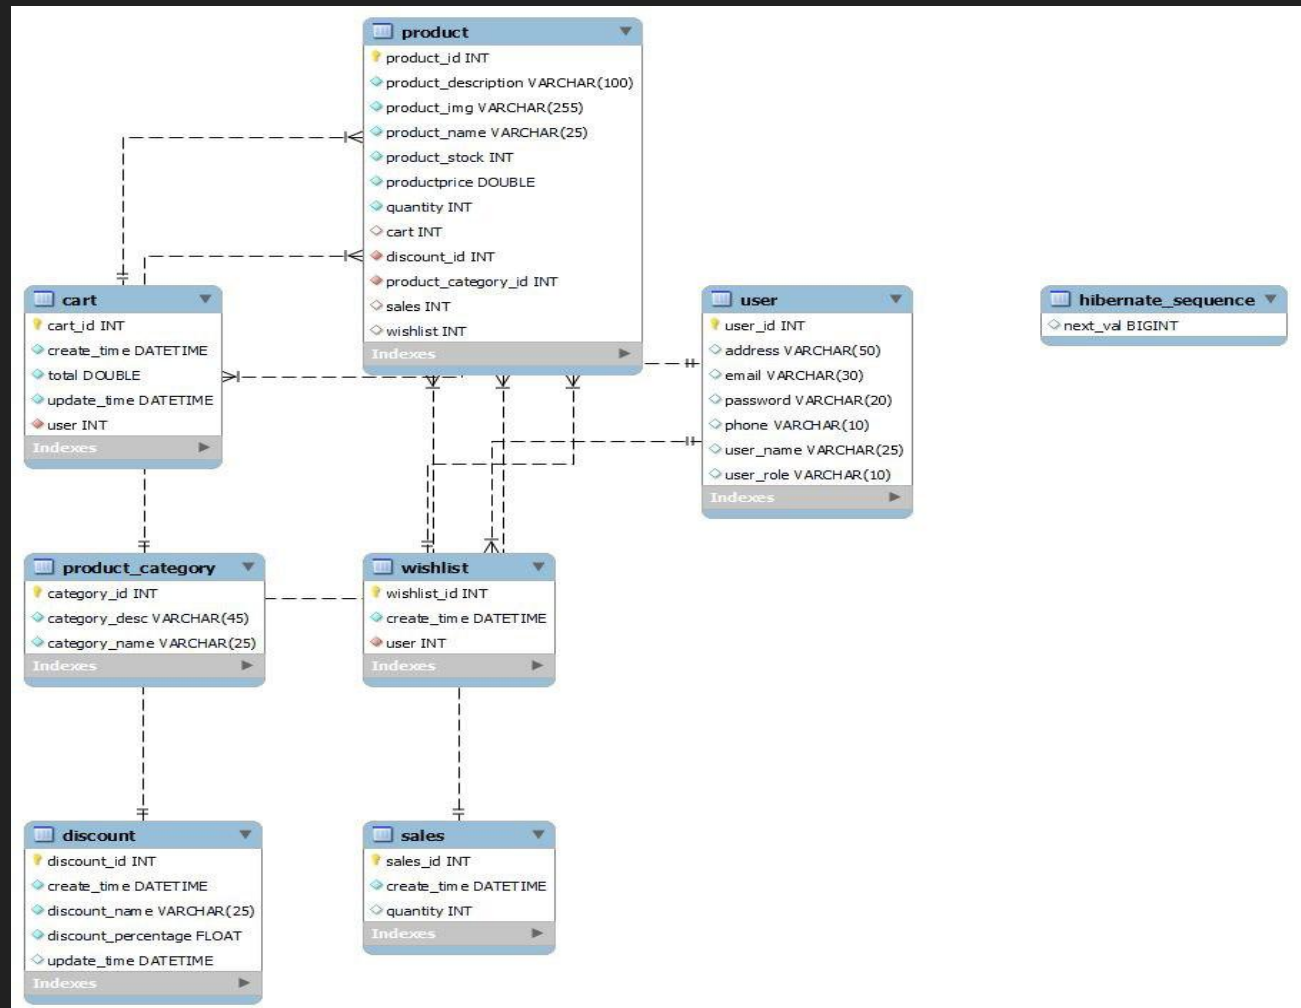 product
product_id INT
product_description VARCHAR(100)
product_img VARCHAR(255)
product_name VARCHAR(25)
product_stock INT
productprice DOUBLE
quantity INT
cart INT
discount_id INT
product_category_id INT
sales INT
wishlist INT
Indexes
cart
cart_id INT
create_time DATETIME
total DOUBLE
update_time DATETIME
user INT
Indexes
user
user_id INT
address VARCHAR(50)
email VARCHAR(30)
password VARCHAR(20)
phone VARCHAR(10)
user_name VARCHAR(25)
user_role VARCHAR(10)
Indexes
hibernate_sequence
next_val BIGINT
product_category
category_id INT
category_desc VARCHAR(45)
category_name VARCHAR(25)
Indexes
wishlist
wishlist_id INT
create_time DATETIME
user INT
Indexes
discount
discount_id INT
create_time DATETIME
discount_name VARCHAR(25)
discount_percentage FLOAT
update_time DATETIME
Indexes
sales
sales_id INT
create_time DATETIME
quantity INT
Indexes